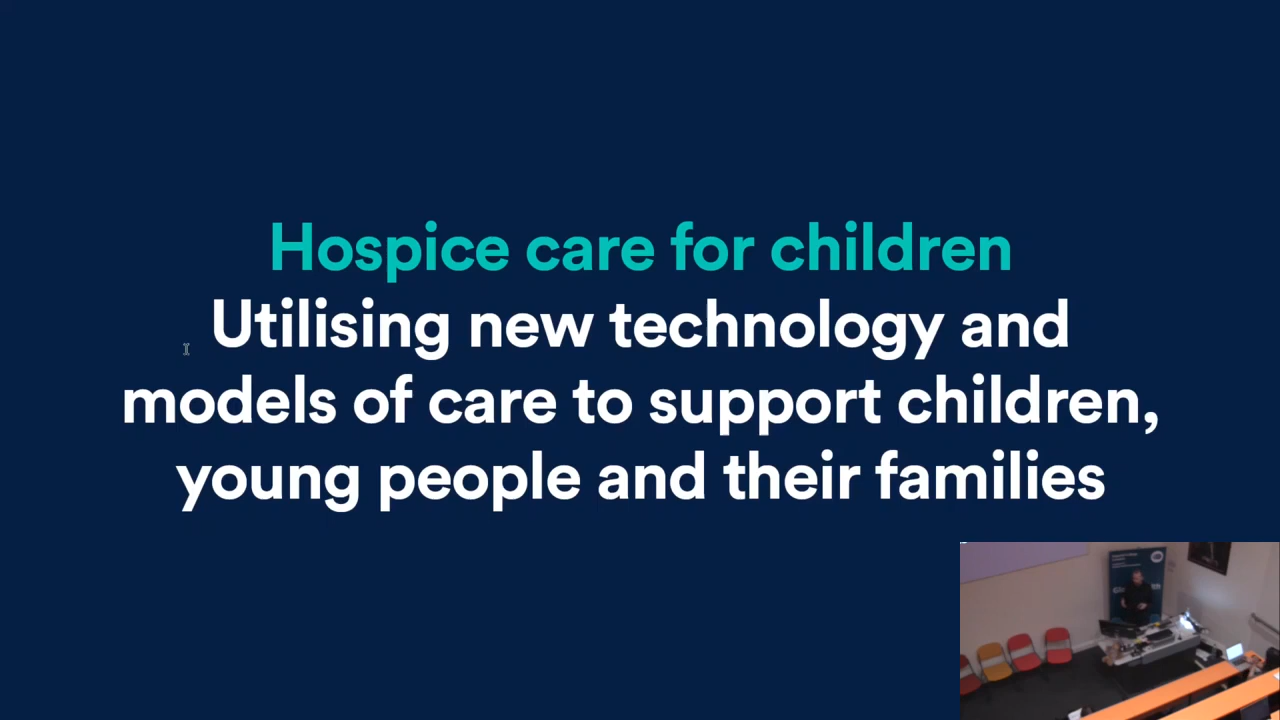 Hospice care for children
Utilising new technology and
models of care to support children,
young people and their families